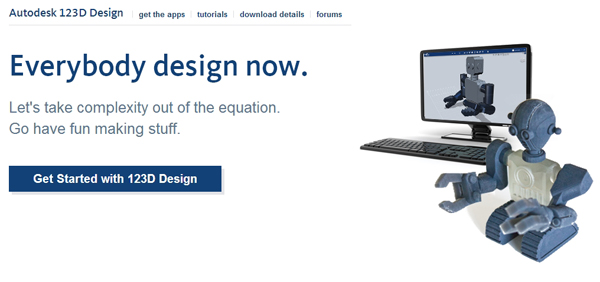 Autodesk 123D Design
get the apps | tutorials | download details | forums
Everybody design now.
Let's take complexity out of the equation.
Go have fun making stuff.
Get Started with 123D Design